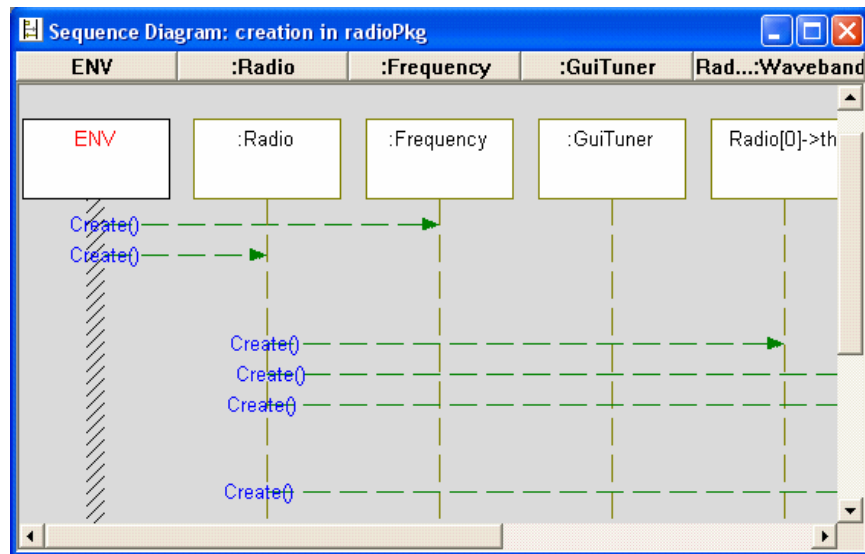 Sequence Diagram: creation in radioPkg
ENV :Radio :Frequency :GuiTuner Rad...:Waveband
ENV :Radio :Frequency :GuiTuner Radio[0]->th
Create()
Create()
Create()
Create()
Create()
Create()